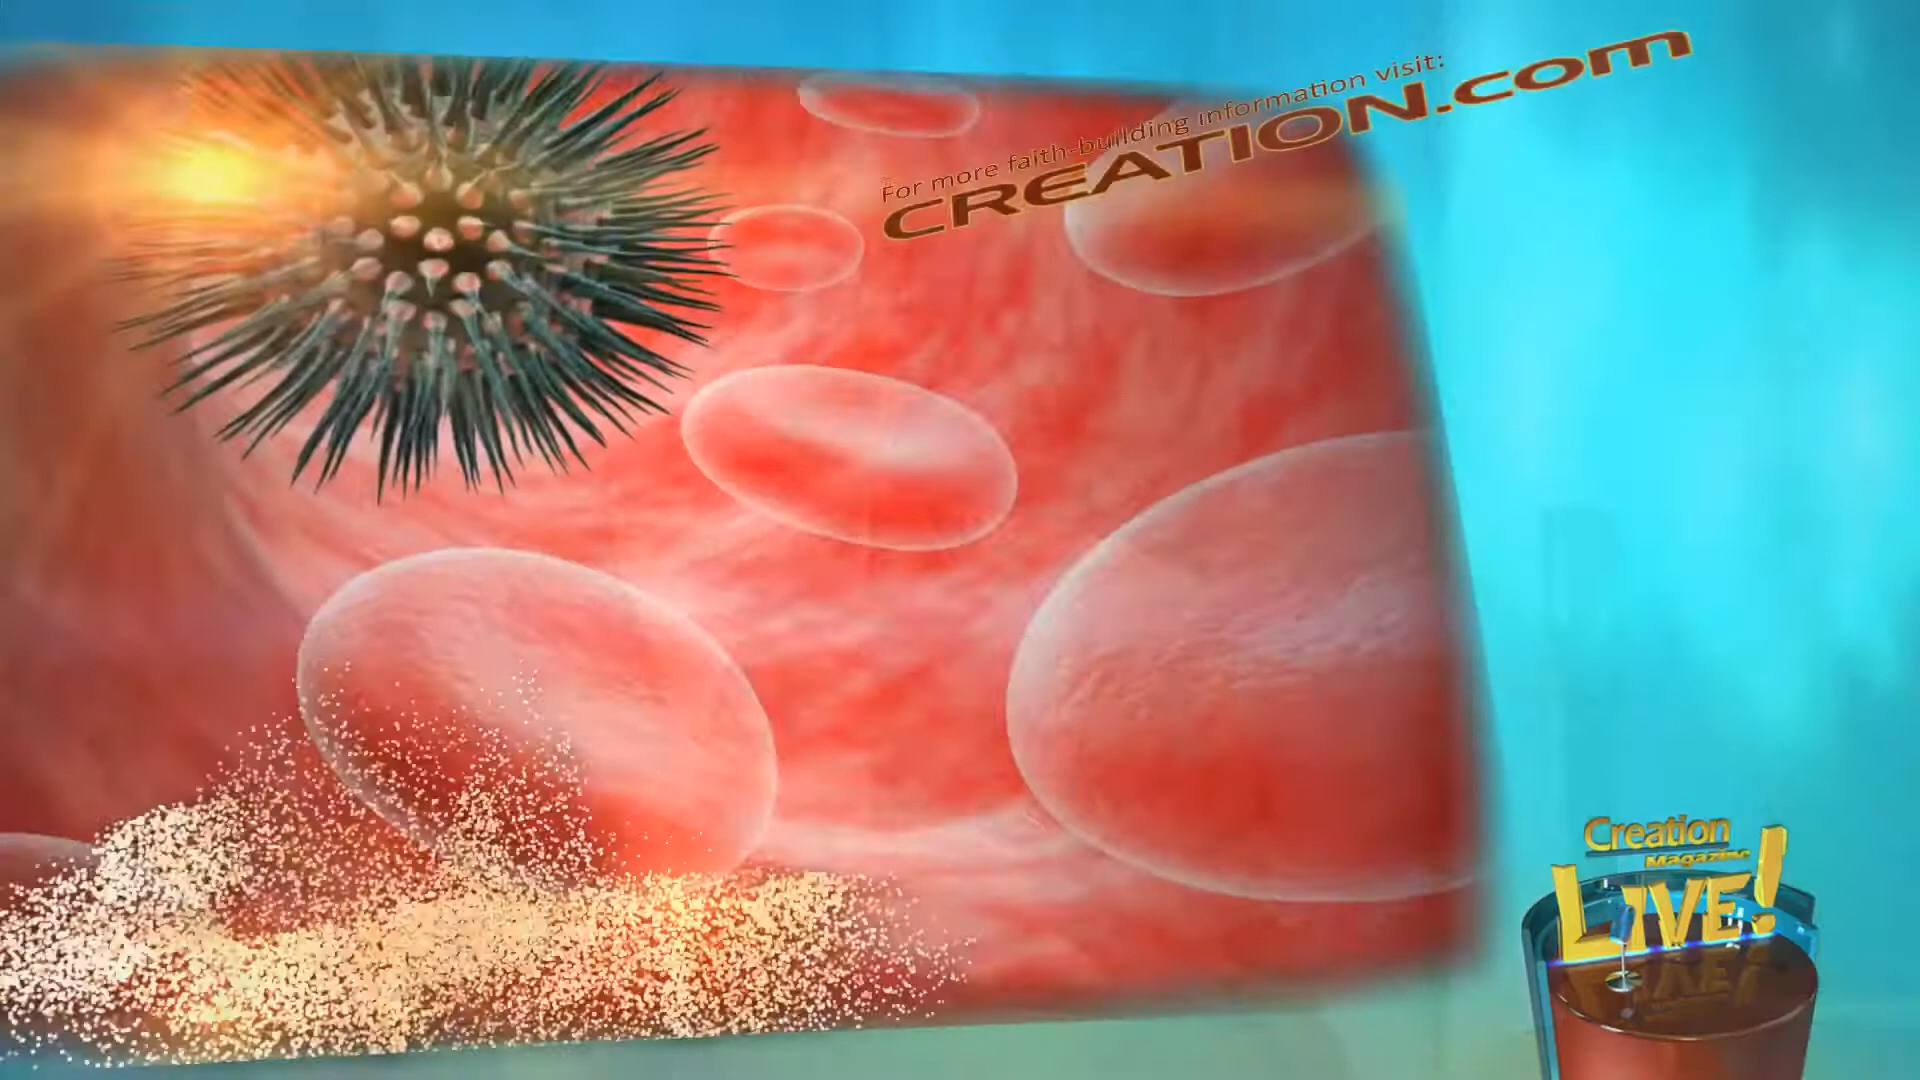 For more faith-building information visit:
CREATION.com
Creation
Magazine
LIVE!